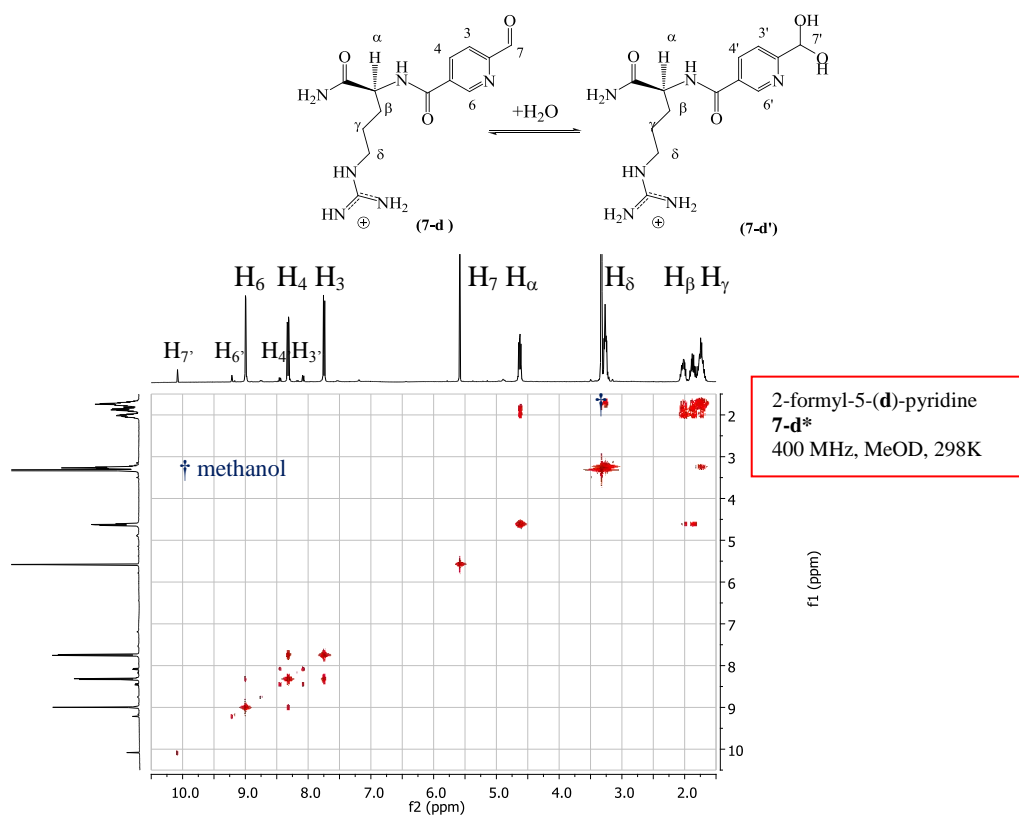 O O OH
α 3 7 α 3' 7'
4 4' O
H H H
O H 7 O H
N N N N
H₂N 6 H₂N 6'
β O +H₂O β O
γ γ
δ δ
HN HN
HN NH₂ H₂N NH₂
⊕ (7-d ) ⊕ (7-d')
H₆ H₄ H₃ H₇ Hα Hδ Hβ Hγ
H₇' H₆' H₄' H₃'
† †
† methanol
2-formyl-5-(d)-pyridine
7-d*
400 MHz, MeOD, 298K
2
3
4
5
6
7
8
9
10
f1 (ppm)
10.0 9.0 8.0 7.0 6.0 5.0 4.0 3.0 2.0
f2 (ppm)